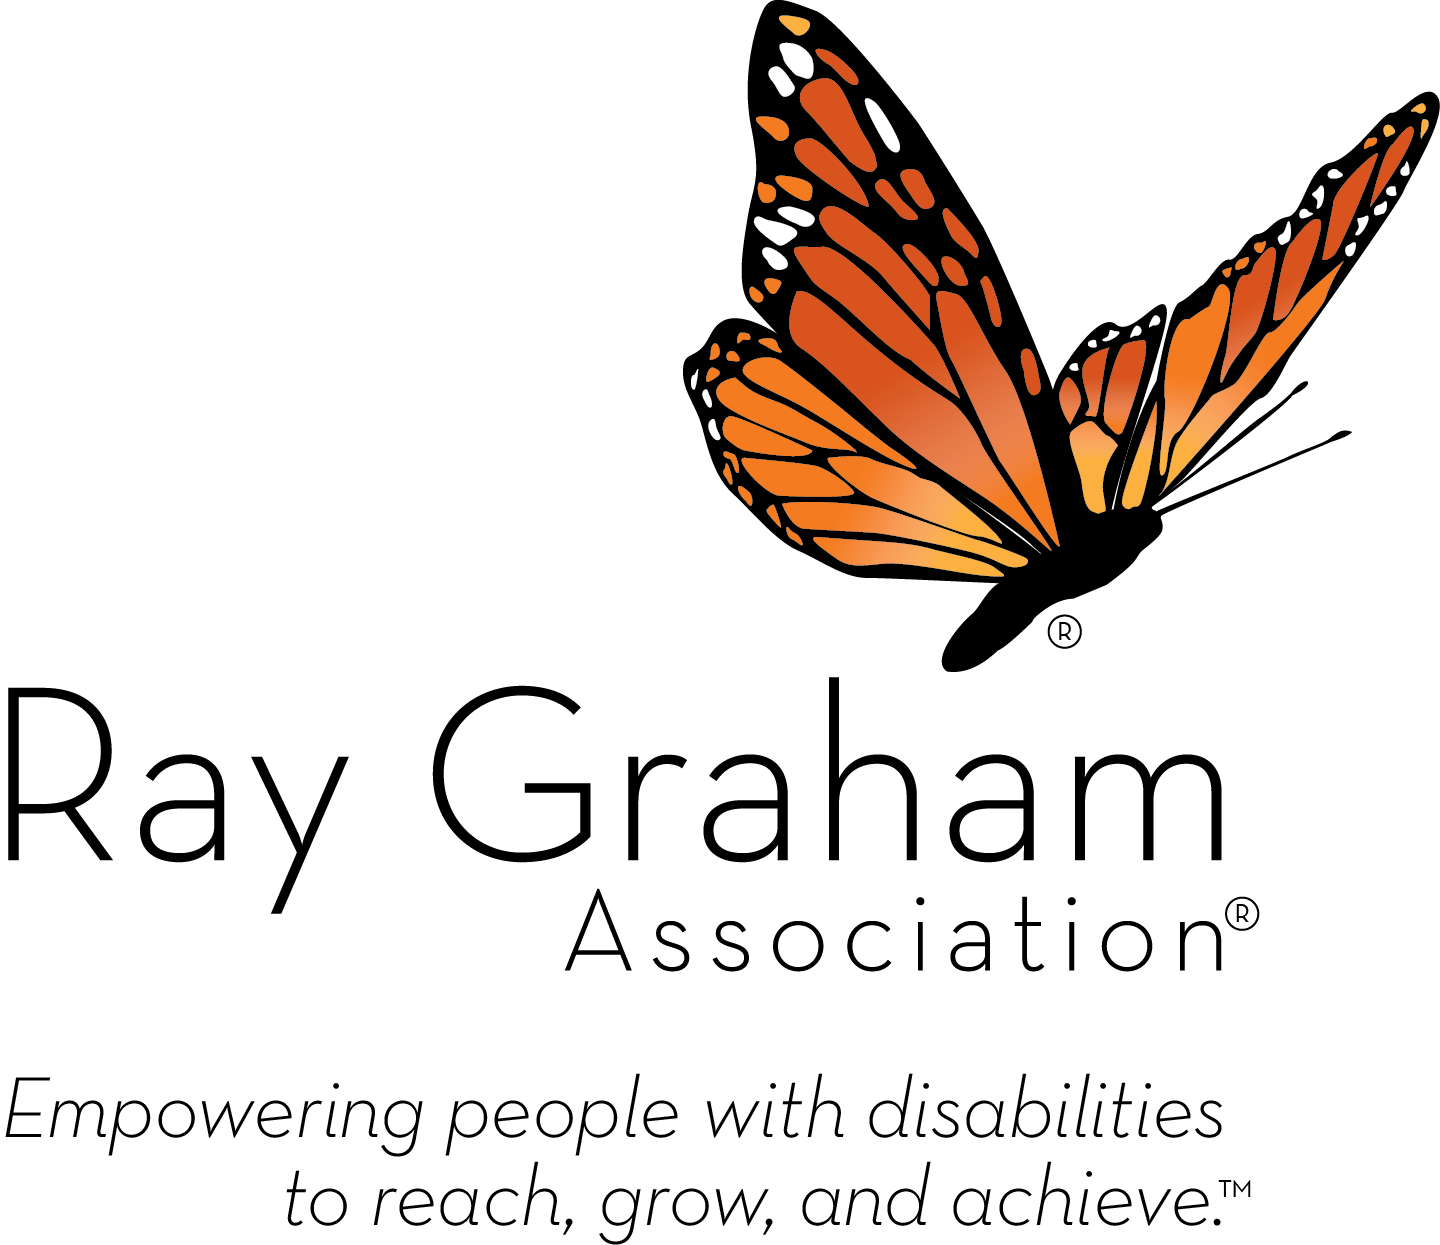 ®
Ray Graham
Association®
Empowering people with disabilities
to reach, grow, and achieve.™